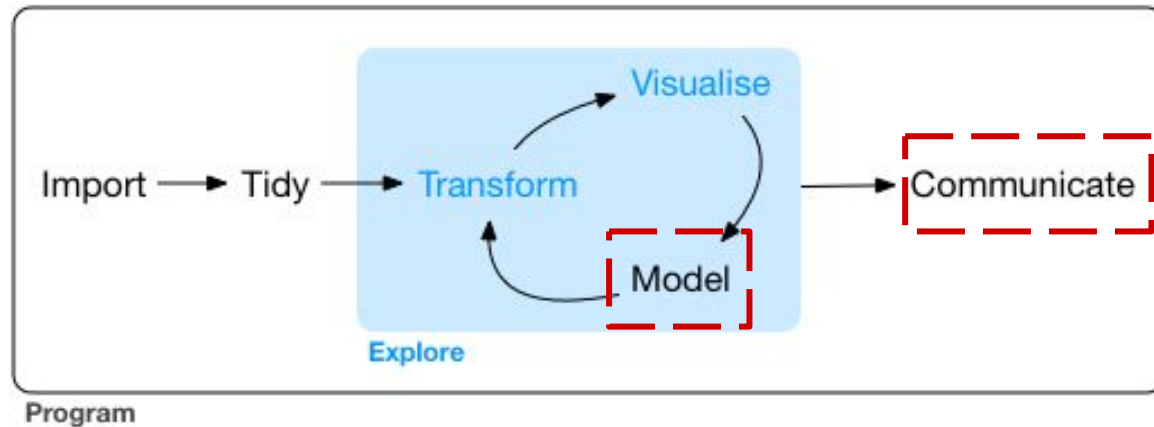 Visualise
Import
Tidy
Transform
Communicate
Model
Explore
Program